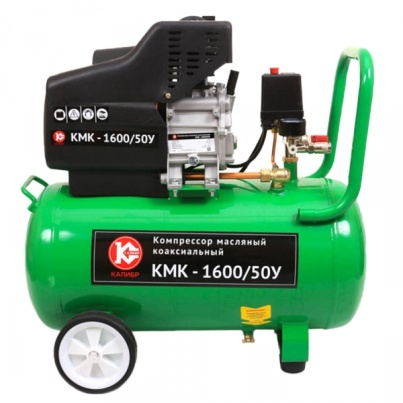 КМК - 1600/50У
Компрессор масляный
коаксиальный
КМК - 1600/50У
КАЛИБР